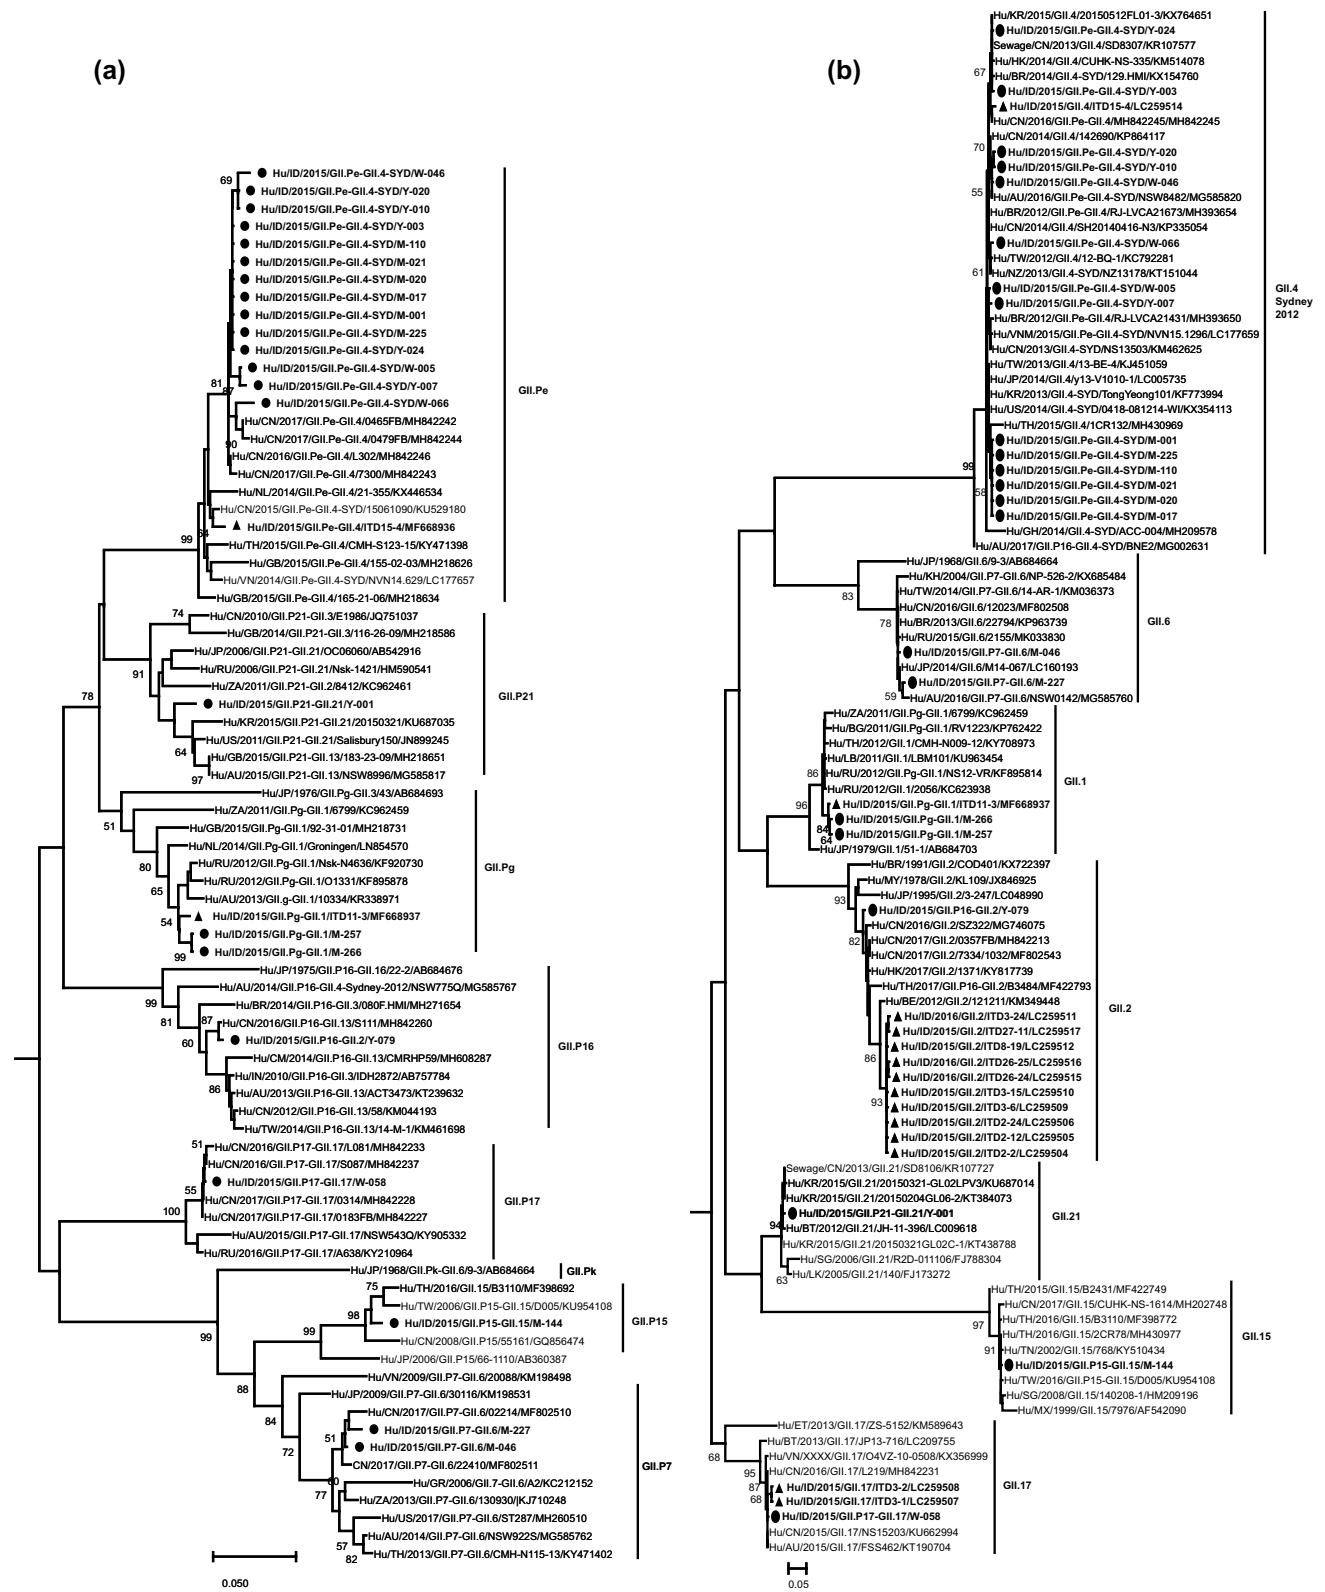 (a)
69
Hu/ID/2015/GII.Pe-GII.4-SYD/W-046
Hu/ID/2015/GII.Pe-GII.4-SYD/Y-020
Hu/ID/2015/GII.Pe-GII.4-SYD/Y-010
Hu/ID/2015/GII.Pe-GII.4-SYD/Y-003
Hu/ID/2015/GII.Pe-GII.4-SYD/M-110
Hu/ID/2015/GII.Pe-GII.4-SYD/M-021
Hu/ID/2015/GII.Pe-GII.4-SYD/M-020
Hu/ID/2015/GII.Pe-GII.4-SYD/M-017
Hu/ID/2015/GII.Pe-GII.4-SYD/M-001
Hu/ID/2015/GII.Pe-GII.4-SYD/M-225
Hu/ID/2015/GII.Pe-GII.4-SYD/Y-024
Hu/ID/2015/GII.Pe-GII.4-SYD/W-005
81
Hu/ID/2015/GII.Pe-GII.4-SYD/Y-007
GII.Pe
87
Hu/ID/2015/GII.Pe-GII.4-SYD/W-066
Hu/CN/2017/GII.Pe-GII.4/0465FB/MH842242
90
Hu/CN/2017/GII.Pe-GII.4/0479FB/MH842244
Hu/CN/2016/GII.Pe-GII.4/L302/MH842246
Hu/CN/2017/GII.Pe-GII.4/7300/MH842243
Hu/NL/2014/GII.Pe-GII.4/21-355/KX446534
Hu/CN/2015/GII.Pe-GII.4-SYD/15061090/KU529180
Hu/ID/2015/GII.Pe-GII.4/ITD15-4/MF668936
64
99
Hu/TH/2015/GII.Pe-GII.4/CMH-S123-15/KY471398
Hu/GB/2015/GII.Pe-GII.4/155-02-03/MH218626
Hu/VN/2014/GII.Pe-GII.4-SYD/NVN14.629/LC177657
Hu/GB/2015/GII.Pe-GII.4/165-21-06/MH218634
74
Hu/CN/2010/GII.P21-GII.3/E1986/JQ751037
Hu/GB/2014/GII.P21-GII.3/116-26-09/MH218586
Hu/JP/2006/GII.P21-GII.21/OC06060/AB542916
91
Hu/RU/2006/GII.P21-GII.21/Nsk-1421/HM590541
Hu/ZA/2011/GII.P21-GII.2/8412/KC962461
78
GII.P21
Hu/ID/2015/GII.P21-GII.21/Y-001
Hu/KR/2015/GII.P21-GII.21/20150321/KU687035
64
Hu/US/2011/GII.P21-GII.21/Salisbury150/JN899245
Hu/GB/2015/GII.P21-GII.13/183-23-09/MH218651
97
Hu/AU/2015/GII.P21-GII.13/NSW8996/MG585817
Hu/JP/1976/GII.Pg-GII.3/43/AB684693
Hu/ZA/2011/GII.Pg-GII.1/6799/KC962459
51
Hu/GB/2015/GII.Pg-GII.1/92-31-01/MH218731
Hu/NL/2014/GII.Pg-GII.1/Groningen/LN854570
80
Hu/RU/2012/GII.Pg-GII.1/Nsk-N4636/KF920730
GII.Pg
Hu/RU/2012/GII.Pg-GII.1/O1331/KF895878
65
Hu/AU/2013/GII.g-GII.1/10334/KR338971
Hu/ID/2015/GII.Pg-GII.1/ITD11-3/MF668937
54
Hu/ID/2015/GII.Pg-GII.1/M-257
99
Hu/ID/2015/GII.Pg-GII.1/M-266
Hu/JP/1975/GII.P16-GII.16/22-2/AB684676
Hu/AU/2014/GII.P16-GII.4-Sydney-2012/NSW775Q/MG585767
99
Hu/BR/2014/GII.P16-GII.3/080F.HMI/MH271654
81
87
Hu/CN/2016/GII.P16-GII.13/S111/MH842260
60
Hu/ID/2015/GII.P16-GII.2/Y-079
GII.P16
Hu/CM/2014/GII.P16-GII.13/CMRHP59/MH608287
Hu/IN/2010/GII.P16-GII.3/IDH2872/AB757784
86
Hu/AU/2013/GII.P16-GII.13/ACT3473/KT239632
Hu/CN/2012/GII.P16-GII.13/58/KM044193
Hu/TW/2014/GII.P16-GII.13/14-M-1/KM461698
51
Hu/CN/2016/GII.P17-GII.17/L081/MH842233
Hu/CN/2016/GII.P17-GII.17/S087/MH842237
Hu/ID/2015/GII.P17-GII.17/W-058
55
Hu/CN/2017/GII.P17-GII.17/0314/MH842228
GII.P17
100
Hu/CN/2017/GII.P17-GII.17/0183FB/MH842227
Hu/AU/2015/GII.P17-GII.17/NSW543Q/KY905332
Hu/RU/2016/GII.P17-GII.17/A638/KY210964
Hu/JP/1968/GII.Pk-GII.6/9-3/AB684664
GII.Pk
75
Hu/TH/2016/GII.15/B3110/MF398692
Hu/TW/2006/GII.P15-GII.15/D005/KU954108
98
Hu/ID/2015/GII.P15-GII.15/M-144
GII.P15
99
99
Hu/CN/2008/GII.P15/55161/GQ856474
Hu/JP/2006/GII.P15/66-1110/AB360387
Hu/VN/2009/GII.P7-GII.6/20088/KM198498
88
Hu/JP/2009/GII.P7-GII.6/30116/KM198531
Hu/CN/2017/GII.P7-GII.6/02214/MF802510
84
Hu/ID/2015/GII.P7-GII.6/M-227
51
Hu/ID/2015/GII.P7-GII.6/M-046
72
CN/2017/GII.P7-GII.6/22410/MF802511
GII.P7
Hu/GR/2006/GII.7-GII.6/A2/KC212152
77
Hu/ZA/2013/GII.P7-GII.6/130930/|KJ710248
Hu/US/2017/GII.P7-GII.6/ST287/MH260510
Hu/AU/2014/GII.P7-GII.6/NSW922S/MG585762
57
Hu/TH/2013/GII.P7-GII.6/CMH-N115-13/KY471402
82
0.050
(b)
Hu/KR/2015/GII.4/20150512FL01-3/KX764651
Hu/ID/2015/GII.Pe-GII.4-SYD/Y-024
Sewage/CN/2013/GII.4/SD8307/KR107577
Hu/HK/2014/GII.4/CUHK-NS-335/KM514078
67
Hu/BR/2014/GII.4-SYD/129.HMI/KX154760
Hu/ID/2015/GII.Pe-GII.4-SYD/Y-003
Hu/ID/2015/GII.4/ITD15-4/LC259514
Hu/CN/2016/GII.Pe-GII.4/MH842245/MH842245
Hu/CN/2014/GII.4/142690/KP864117
70
Hu/ID/2015/GII.Pe-GII.4-SYD/Y-020
Hu/ID/2015/GII.Pe-GII.4-SYD/Y-010
Hu/ID/2015/GII.Pe-GII.4-SYD/W-046
55
Hu/AU/2016/GII.Pe-GII.4-SYD/NSW8482/MG585820
Hu/BR/2012/GII.Pe-GII.4/RJ-LVCA21673/MH393654
Hu/CN/2014/GII.4/SH20140416-N3/KP335054
Hu/ID/2015/GII.Pe-GII.4-SYD/W-066
Hu/TW/2012/GII.4/12-BQ-1/KC792281
61
Hu/NZ/2013/GII.4-SYD/NZ13178/KT151044
Hu/ID/2015/GII.Pe-GII.4-SYD/W-005
Hu/ID/2015/GII.Pe-GII.4-SYD/Y-007
GII.4
Sydney
2012
Hu/BR/2012/GII.Pe-GII.4/RJ-LVCA21431/MH393650
Hu/VNM/2015/GII.Pe-GII.4-SYD/NVN15.1296/LC177659
Hu/CN/2013/GII.4-SYD/NS13503/KM462625
Hu/TW/2013/GII.4/13-BE-4/KJ451059
Hu/JP/2014/GII.4/y13-V1010-1/LC005735
Hu/KR/2013/GII.4-SYD/TongYeong101/KF773994
Hu/US/2014/GII.4-SYD/0418-081214-WI/KX354113
Hu/TH/2015/GII.4/1CR132/MH430969
Hu/ID/2015/GII.Pe-GII.4-SYD/M-001
Hu/ID/2015/GII.Pe-GII.4-SYD/M-225
99
Hu/ID/2015/GII.Pe-GII.4-SYD/M-110
Hu/ID/2015/GII.Pe-GII.4-SYD/M-021
58
Hu/ID/2015/GII.Pe-GII.4-SYD/M-020
Hu/ID/2015/GII.Pe-GII.4-SYD/M-017
Hu/GH/2014/GII.4-SYD/ACC-004/MH209578
Hu/AU/2017/GII.P16-GII.4-SYD/BNE2/MG002631
Hu/JP/1968/GII.6/9-3/AB684664
Hu/KH/2004/GII.P7-GII.6/NP-526-2/KX685484
83
Hu/TW/2014/GII.P7-GII.6/14-AR-1/KM036373
Hu/CN/2016/GII.6/12023/MF802508
78
Hu/BR/2013/GII.6/22794/KP963739
GII.6
Hu/RU/2015/GII.6/2155/MK033830
Hu/ID/2015/GII.P7-GII.6/M-046
Hu/JP/2014/GII.6/M14-067/LC160193
Hu/ID/2015/GII.P7-GII.6/M-227
59
Hu/AU/2016/GII.P7-GII.6/NSW0142/MG585760
Hu/ZA/2011/GII.Pg-GII.1/6799/KC962459
Hu/BG/2011/GII.Pg-GII.1/RV1223/KP762422
Hu/TH/2012/GII.1/CMH-N009-12/KY708973
Hu/LB/2011/GII.1/LBM101/KU963454
86
Hu/RU/2012/GII.Pg-GII.1/NS12-VR/KF895814
GII.1
Hu/RU/2012/GII.1/2056/KC623938
96
Hu/ID/2015/GII.Pg-GII.1/ITD11-3/MF668937
Hu/ID/2015/GII.Pg-GII.1/M-266
84
Hu/ID/2015/GII.Pg-GII.1/M-257
64
Hu/JP/1979/GII.1/51-1/AB684703
Hu/BR/1991/GII.2/COD401/KX722397
Hu/MY/1978/GII.2/KL109/JX846925
Hu/JP/1995/GII.2/3-247/LC048990
93
Hu/ID/2015/GII.P16-GII.2/Y-079
Hu/CN/2016/GII.2/SZ322/MG746075
82
Hu/CN/2017/GII.2/0357FB/MH842213
Hu/CN/2017/GII.2/7334/1032/MF802543
Hu/HK/2017/GII.2/1371/KY817739
Hu/TH/2017/GII.P16-GII.2/B3484/MF422793
Hu/BE/2012/GII.2/121211/KM349448
GII.2
Hu/ID/2016/GII.2/ITD3-24/LC259511
Hu/ID/2015/GII.2/ITD27-11/LC259517
Hu/ID/2015/GII.2/ITD8-19/LC259512
86
Hu/ID/2016/GII.2/ITD26-25/LC259516
Hu/ID/2016/GII.2/ITD26-24/LC259515
Hu/ID/2015/GII.2/ITD3-15/LC259510
93
Hu/ID/2015/GII.2/ITD3-6/LC259509
Hu/ID/2015/GII.2/ITD2-24/LC259506
Hu/ID/2015/GII.2/ITD2-12/LC259505
Hu/ID/2015/GII.2/ITD2-2/LC259504
Sewage/CN/2013/GII.21/SD8106/KR107727
Hu/KR/2015/GII.21/20150321-GL02LPV3/KU687014
Hu/KR/2015/GII.21/20150204GL06-2/KT384073
Hu/ID/2015/GII.P21-GII.21/Y-001
GII.21
94
Hu/BT/2012/GII.21/JH-11-396/LC009618
Hu/KR/2015/GII.21/20150321GL02C-1/KT438788
Hu/SG/2006/GII.21/R2D-011106/FJ788304
63
Hu/LK/2005/GII.21/140/FJ173272
Hu/TH/2015/GII.15/B2431/MF422749
Hu/CN/2017/GII.15/CUHK-NS-1614/MH202748
Hu/TH/2016/GII.15/B3110/MF398772
97
Hu/TH/2016/GII.15/2CR78/MH430977
GII.15
91
Hu/TN/2002/GII.15/768/KY510434
Hu/ID/2015/GII.P15-GII.15/M-144
Hu/TW/2016/GII.P15-GII.15/D005/KU954108
Hu/SG/2008/GII.15/140208-1/HM209196
Hu/MX/1999/GII.15/7976/AF542090
Hu/ET/2013/GII.17/ZS-5152/KM589643
Hu/BT/2013/GII.17/JP13-716/LC209755
68
Hu/VN/XXXX/GII.17/O4VZ-10-0508/KX356999
95
Hu/CN/2016/GII.17/L219/MH842231
87
Hu/ID/2015/GII.17/ITD3-2/LC259508
GII.17
68
Hu/ID/2015/GII.17/ITD3-1/LC259507
Hu/ID/2015/GII.P17-GII.17/W-058
Hu/CN/2015/GII.17/NS15203/KU662994
Hu/AU/2015/GII.17/FSS462/KT190704
0.05